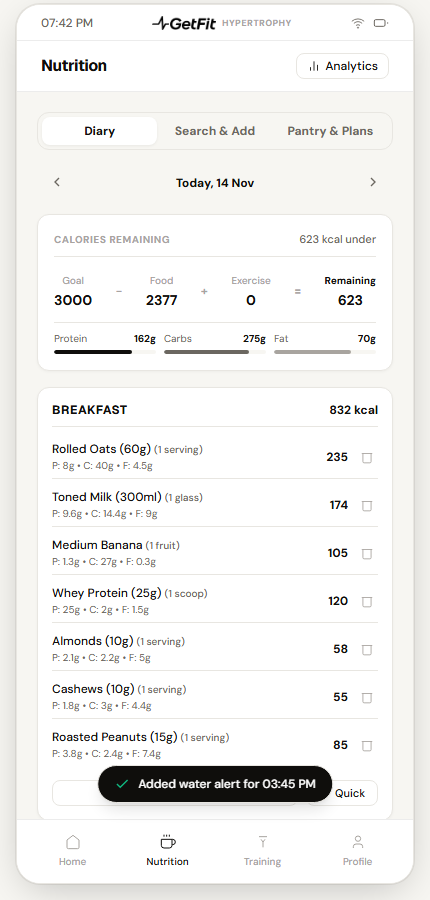 07:42 PM GetFit HYPERTROPHY
Nutrition Analytics
Diary Search & Add Pantry & Plans
Today, 14 Nov
CALORIES REMAINING 623 kcal under
Goal Food Exercise Remaining
3000 − 2377 + 0 = 623
Protein 162g Carbs 275g Fat 70g
BREAKFAST 832 kcal
Rolled Oats (60g) (1 serving) 235
P: 8g • C: 40g • F: 4.5g
Toned Milk (300ml) (1 glass) 174
P: 9.6g • C: 14.4g • F: 9g
Medium Banana (1 fruit) 105
P: 1.3g • C: 27g • F: 0.3g
Whey Protein (25g) (1 scoop) 120
P: 25g • C: 2g • F: 1.5g
Almonds (10g) (1 serving) 58
P: 2.1g • C: 2.2g • F: 5g
Cashews (10g) (1 serving) 55
P: 1.8g • C: 3g • F: 4.4g
Roasted Peanuts (15g) (1 serving) 85
P: 3.8g • C: 2.4g • F: 7.4g
Added water alert for 03:45 PM
Quick
Home Nutrition Training Profile